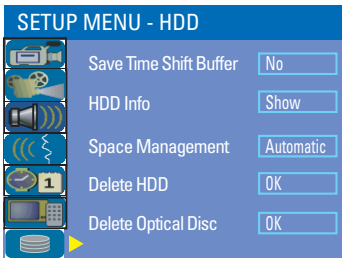 SETUP MENU - HDD
Save Time Shift Buffer No
HDD Info Show
Space Management Automatic
1
Delete HDD OK
Delete Optical Disc OK